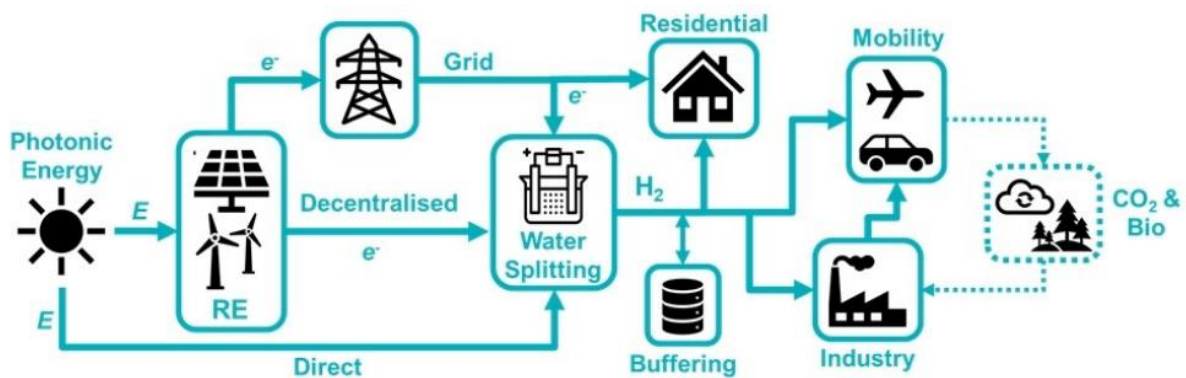 Photonic
Energy
E
E
e-
RE
Grid
e-
Decentralised
e-
Direct
+ -
Water
Splitting
H2
Residential
Buffering
Mobility
Industry
CO2 &
Bio